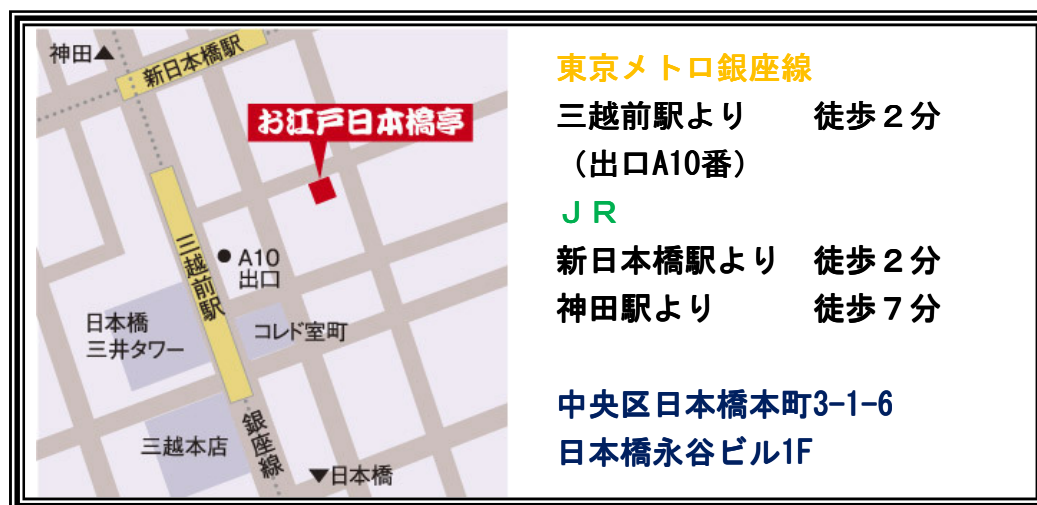 神田▲
新日本橋駅
お江戸日本橋亭
三越前駅
A10
出口
日本橋
三井タワー
コレド室町
三越本店
銀座線
▼日本橋
東京メトロ銀座線
三越前駅より　　徒歩２分
（出口A10番）
ＪＲ
新日本橋駅より　徒歩２分
神田駅より　　　徒歩７分
中央区日本橋本町3-1-6
日本橋永谷ビル1F